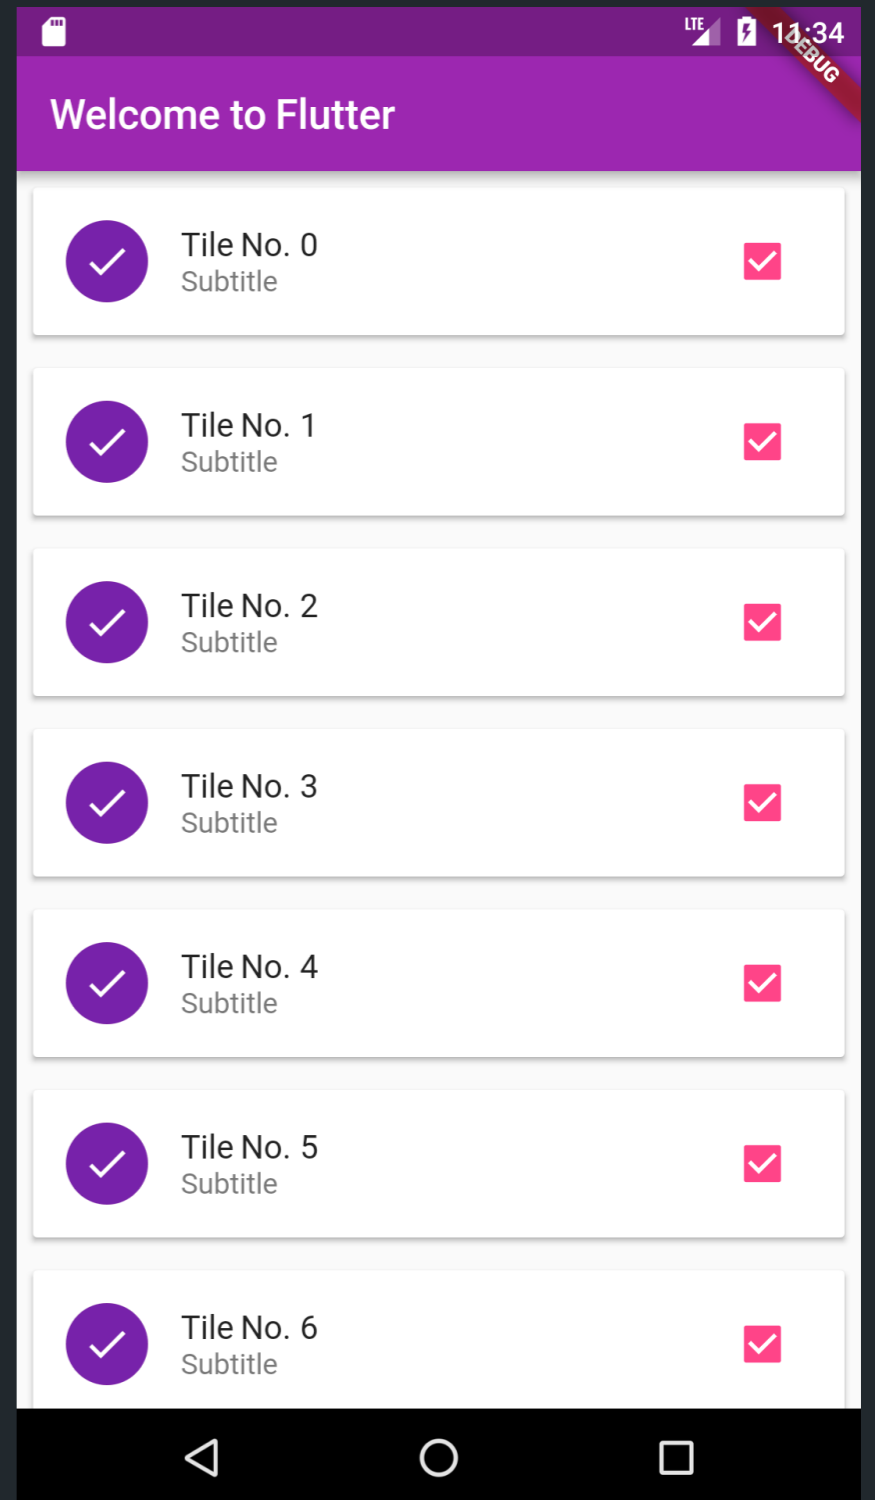 LTE 11:34
DEBUG
Welcome to Flutter
Tile No. 0
Subtitle
Tile No. 1
Subtitle
Tile No. 2
Subtitle
Tile No. 3
Subtitle
Tile No. 4
Subtitle
Tile No. 5
Subtitle
Tile No. 6
Subtitle